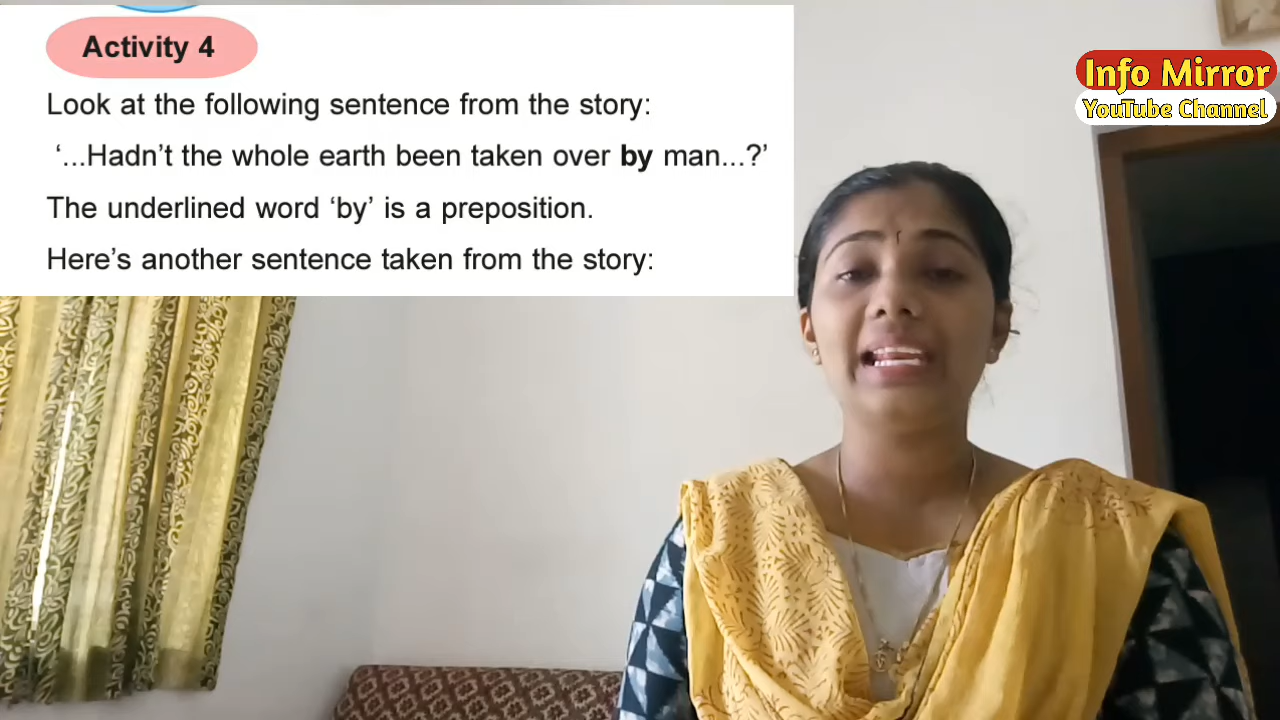 Activity 4
Look at the following sentence from the story:
‘...Hadn’t the whole earth been taken over by man...?’
The underlined word ‘by’ is a preposition.
Here’s another sentence taken from the story:
Info Mirror
YouTube Channel